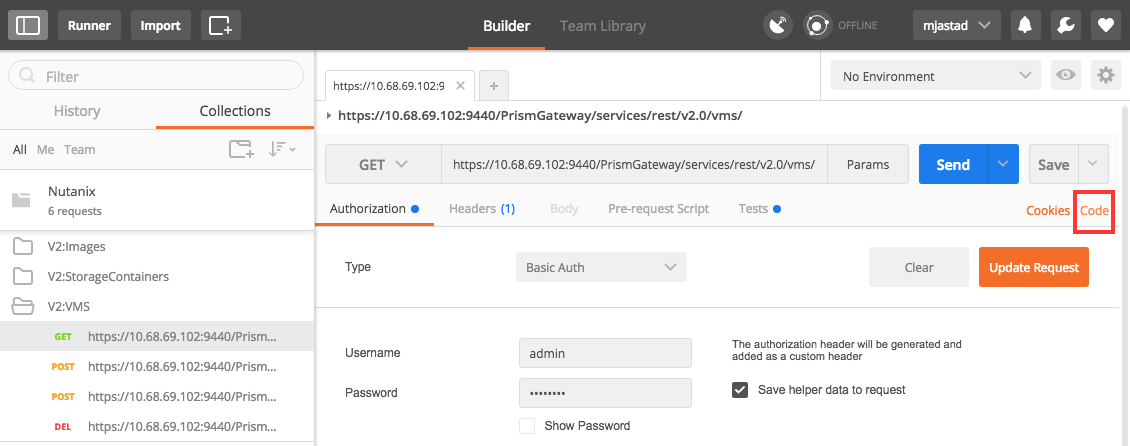 Runner
Import
Builder
Team Library
OFFLINE
mjastad
Filter
History
Collections
All Me Team
Nutanix
6 requests
V2:Images
V2:StorageContainers
V2:VMS
GET https://10.68.69.102:9440/Prism...
POST https://10.68.69.102:9440/Prism...
POST https://10.68.69.102:9440/Prism...
DEL https://10.68.69.102:9440/Prism...
https://10.68.69.102:9
No Environment
https://10.68.69.102:9440/PrismGateway/services/rest/v2.0/vms/
GET https://10.68.69.102:9440/PrismGateway/services/rest/v2.0/vms/ Params Send Save
Authorization Headers (1) Body Pre-request Script Tests Cookies Code
Type Basic Auth Clear Update Request
Username admin
Password ••••••••
Show Password
The authorization header will be generated and
added as a custom header
Save helper data to request